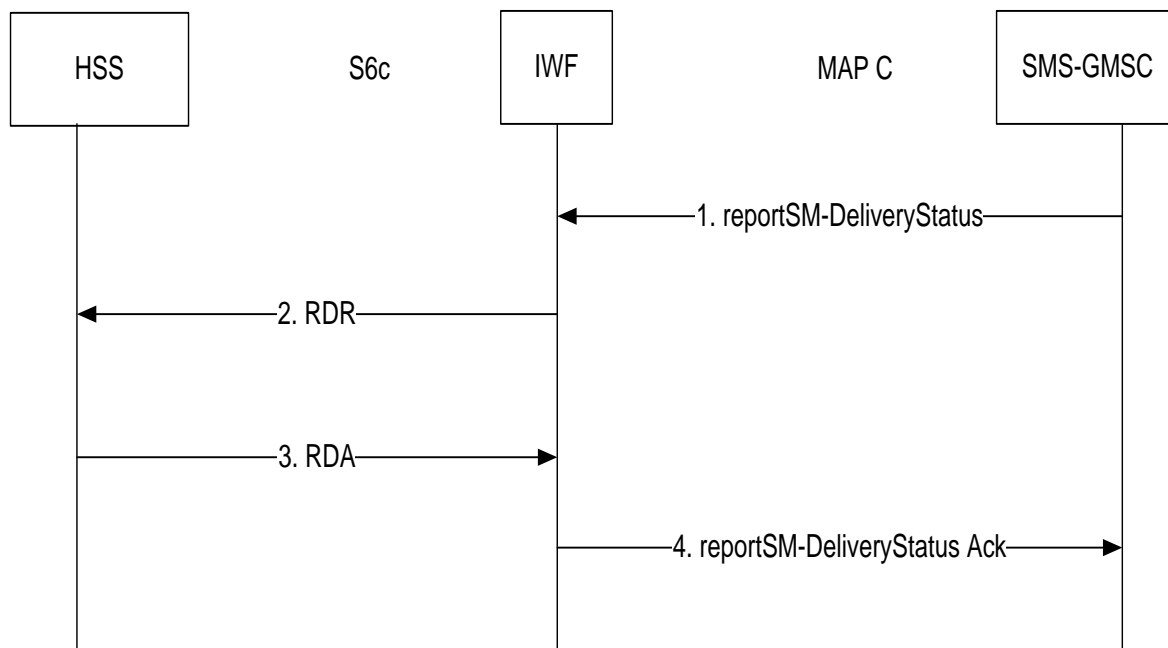 HSS
S6c
IWF
MAP C
SMS-GMSC
1. reportSM-DeliveryStatus
2. RDR
3. RDA
4. reportSM-DeliveryStatus Ack